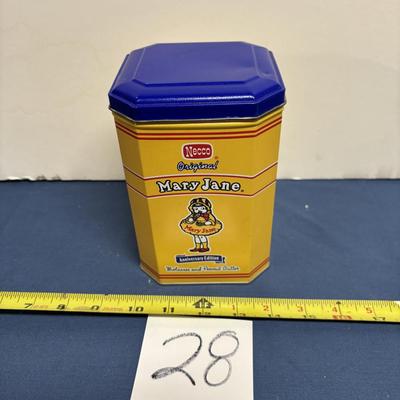 Necco
Original
Mary Jane®
Mary Jane
Anniversary Edition
Molasses and Peanut Butter
7 8 9 10 11 1 2 3 4 5
28